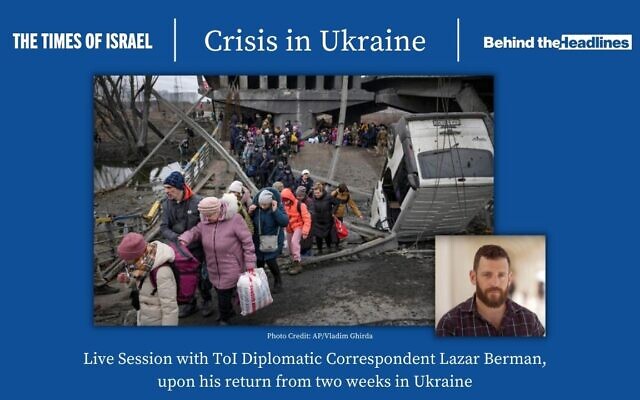 THE TIMES OF ISRAEL
Crisis in Ukraine
Behind the Headlines
Photo Credit: AP/Vladim Ghirda
Live Session with ToI Diplomatic Correspondent Lazar Berman,
upon his return from two weeks in Ukraine